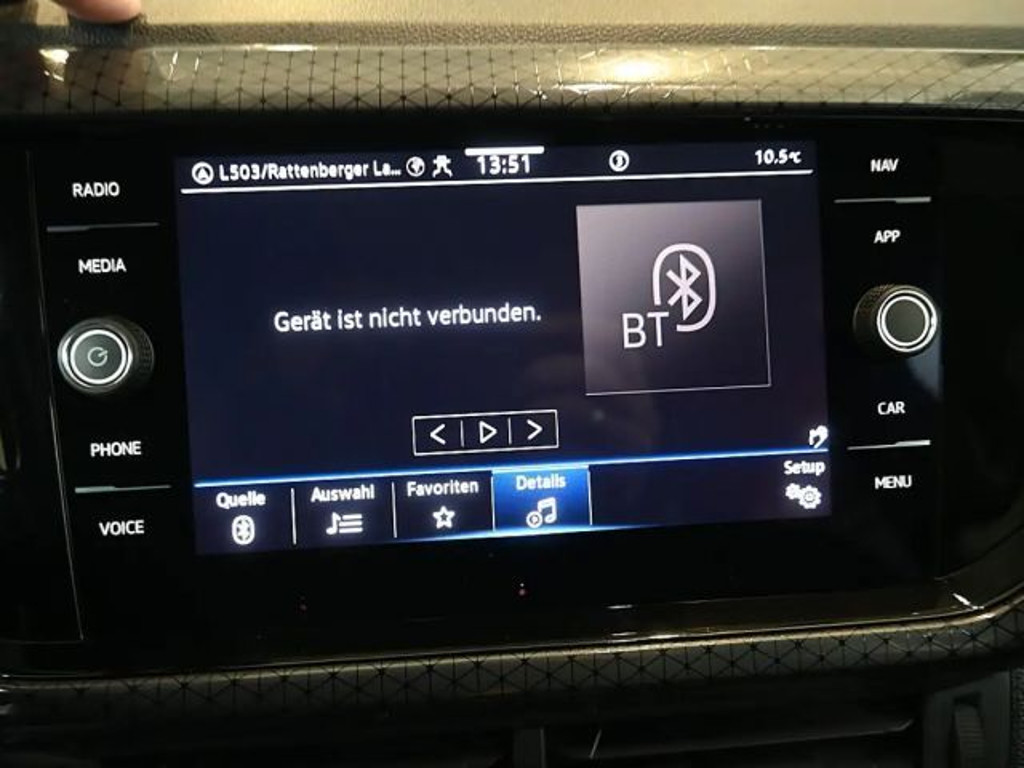 RADIO
MEDIA
PHONE
VOICE
L503/Rattenberger La...
13:51
10.5°C
Gerät ist nicht verbunden.
BT
Quelle
Auswahl
Favoriten
Details
Setup
NAV
APP
CAR
MENU